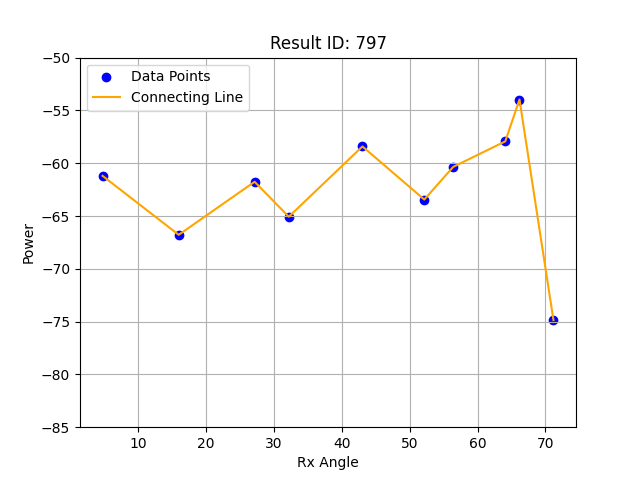 Result ID: 797
Data Points
Connecting Line
−50
−55
−60
−65
−70
−75
−80
−85
Power
10 20 30 40 50 60 70
Rx Angle